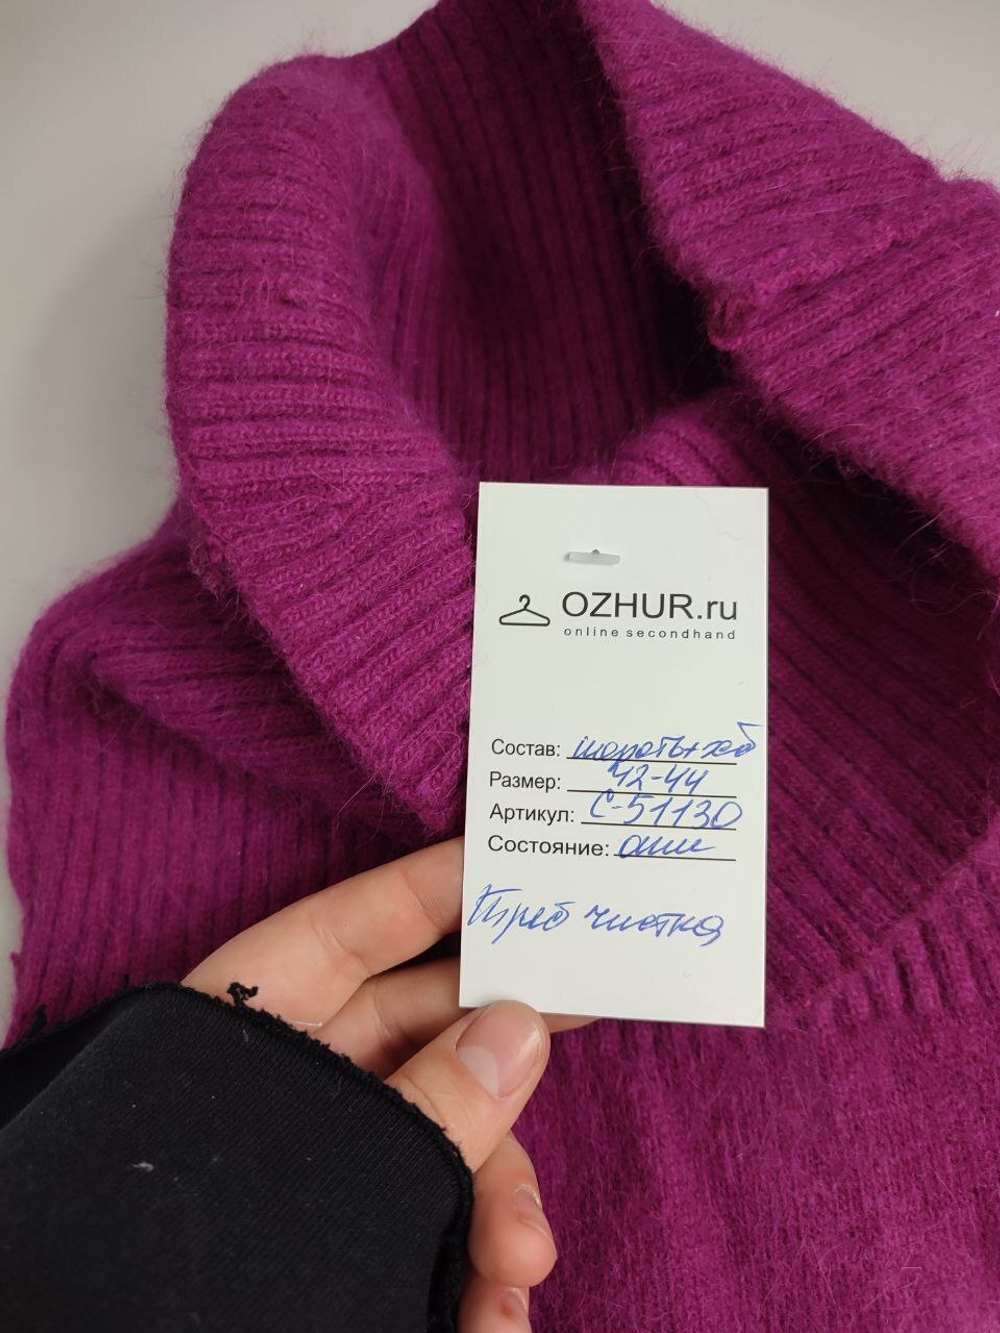 OZHUR.ru
online secondhand
Состав: шерсть+хб
Размер: 42-44
Артикул: С-51130
Состояние: отл
Треб чистка